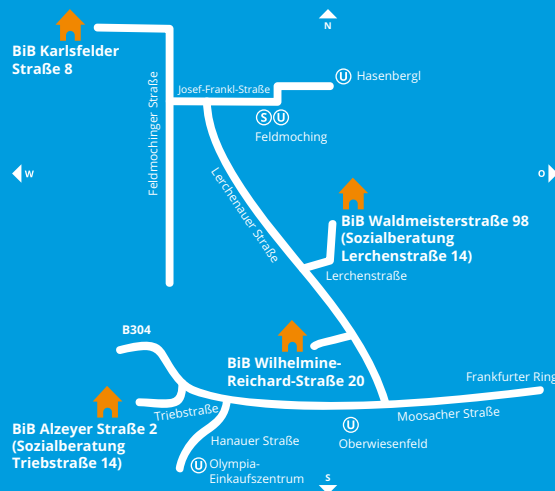 N
BiB Karlsfelder
Straße 8
Feldmochinger Straße
Josef-Frankl-Straße
U Hasenbergl
S U
Feldmoching
W
O
Lerchenauer Straße
BiB Waldmeisterstraße 98
(Sozialberatung
Lerchenstraße 14)
Lerchenstraße
B304
BiB Wilhelmine-
Reichard-Straße 20
Frankfurter Ring
Moosacher Straße
Triebstraße
BiB Alzeyer Straße 2
(Sozialberatung
Triebstraße 14)
U
Oberwiesenfeld
Hanauer Straße
U Olympia-
Einkaufszentrum
S